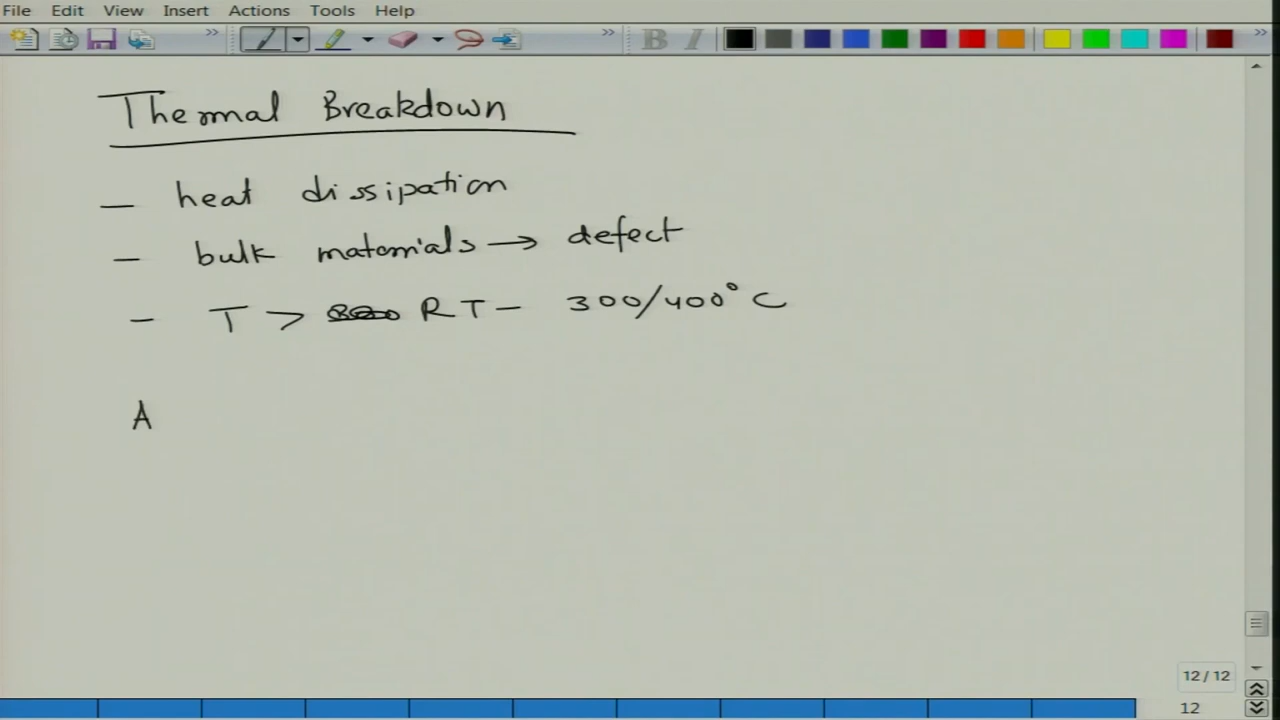 File Edit View Insert Actions Tools Help
B I
Thermal Breakdown
— heat dissipation
— bulk materials → defect
— T > RT — 300/400° C
A
12 / 12
12